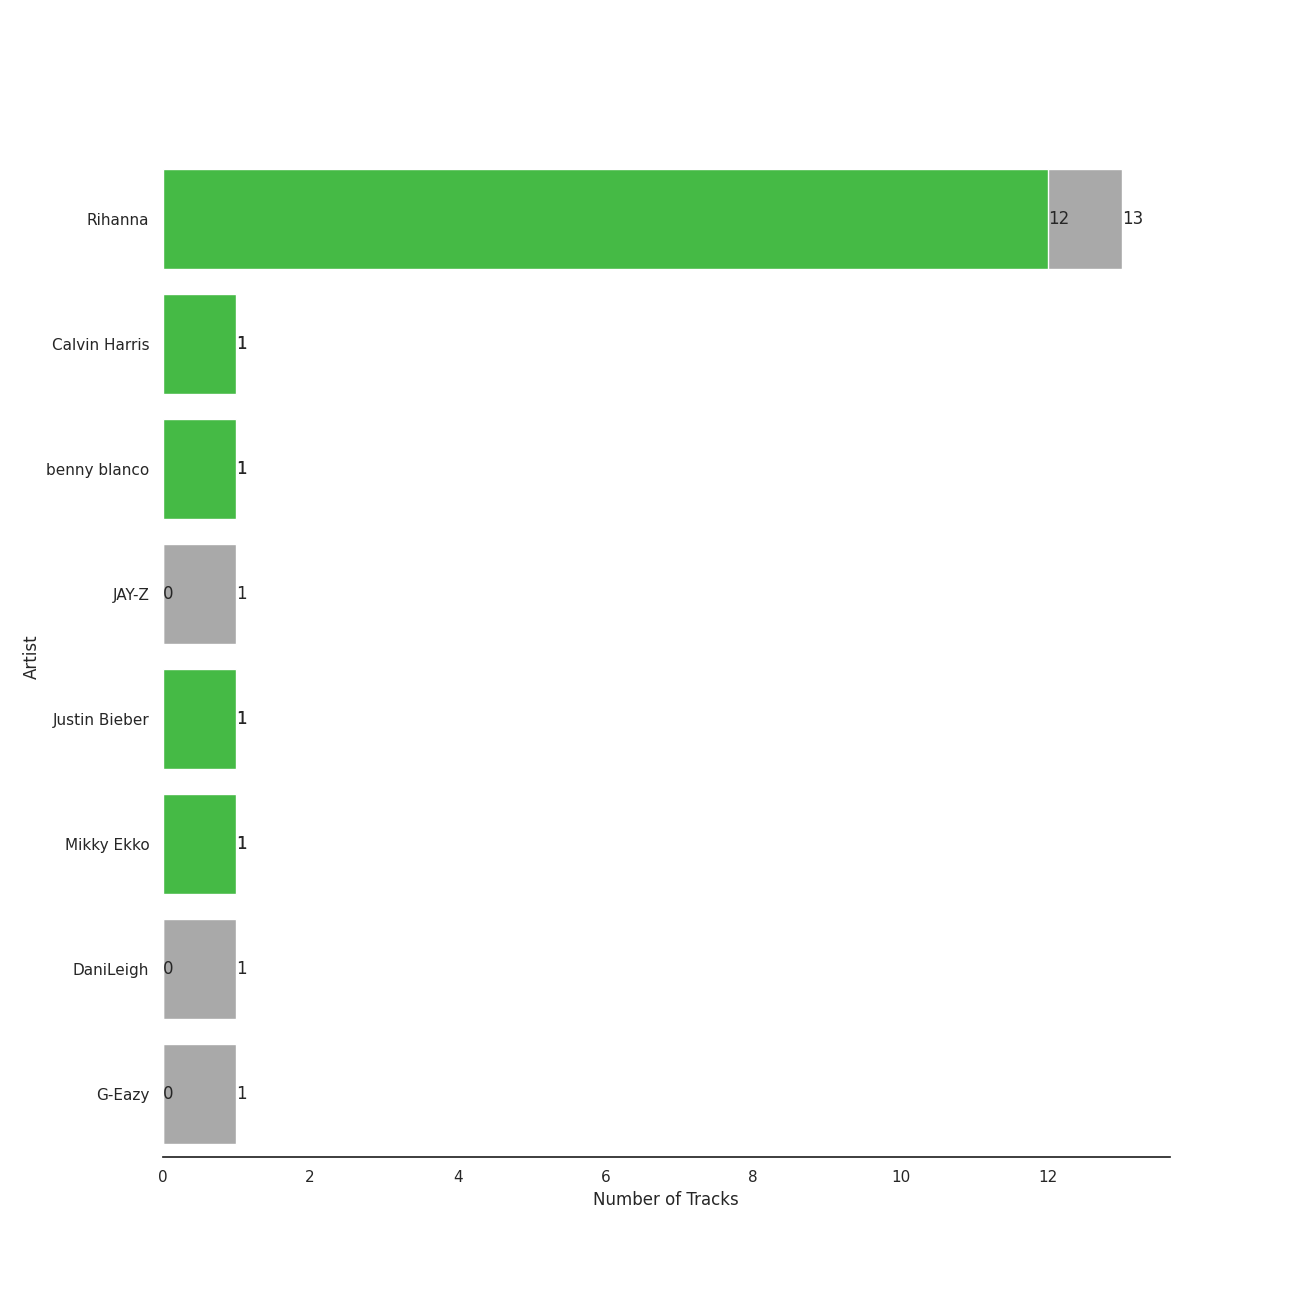 Rihanna 12 13
Calvin Harris 1
benny blanco 1
JAY-Z 0 1
Artist
Justin Bieber 1
Mikky Ekko 1
DaniLeigh 0 1
G-Eazy 0 1
0 2 4 6 8 10 12
Number of Tracks